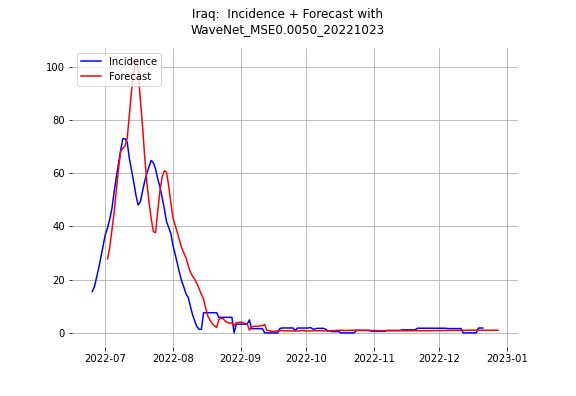 Iraq:  Incidence + Forecast with
WaveNet_MSE0.0050_20221023
Incidence
Forecast
100
80
60
40
20
0
2022-07 2022-08 2022-09 2022-10 2022-11 2022-12 2023-01